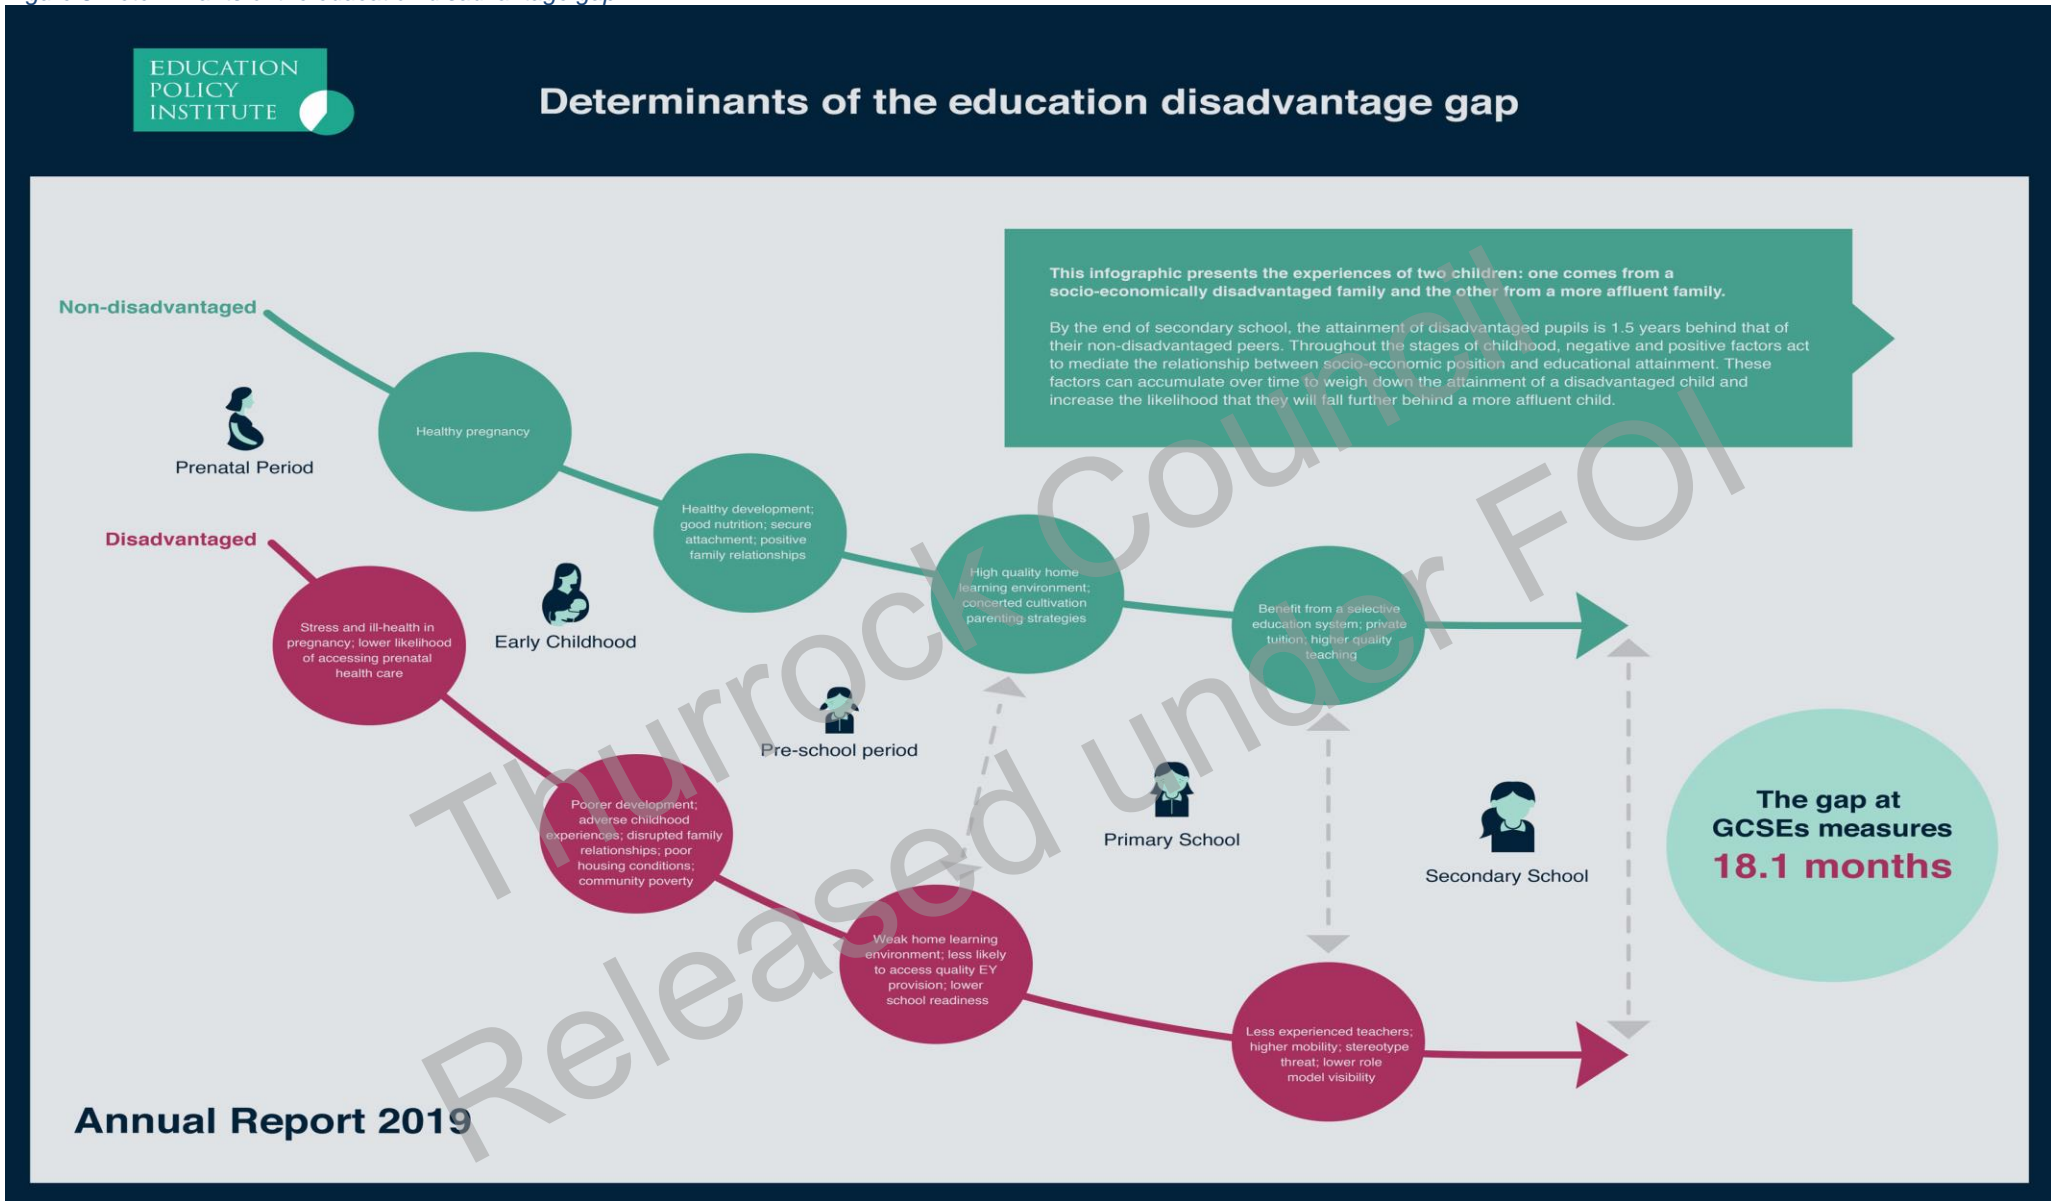 EDUCATION
POLICY
INSTITUTE
Determinants of the education disadvantage gap
This infographic presents the experiences of two children: one comes from a
socio-economically disadvantaged family and the other from a more affluent family.
By the end of secondary school, the attainment of disadvantaged pupils is 1.5 years behind that of
their non-disadvantaged peers. Throughout the stages of childhood, negative and positive factors act
to mediate the relationship between socio-economic position and educational attainment. These
factors can accumulate over time to weigh down the attainment of a disadvantaged child and
increase the likelihood that they will fall further behind a more affluent child.
Non-disadvantaged
Prenatal Period
Healthy pregnancy
Healthy development;
good nutrition; secure
attachment; positive
family relationships
High quality home
learning environment;
concerted cultivation
parenting strategies
Benefit from a selective
education system; private
tuition; higher quality
teaching
Disadvantaged
Stress and ill-health in
pregnancy; lower likelihood
of accessing prenatal
health care
Early Childhood
Pre-school period
Primary School
Secondary School
Poorer development;
adverse childhood
experiences; disrupted family
relationships; poor
housing conditions;
community poverty
Weak home learning
environment; less likely
to access quality EY
provision; lower
school readiness
Less experienced teachers;
higher mobility; stereotype
threat; lower role
model visibility
The gap at
GCSEs measures
18.1 months
Annual Report 2019
Thurrock Council
Released under FOI